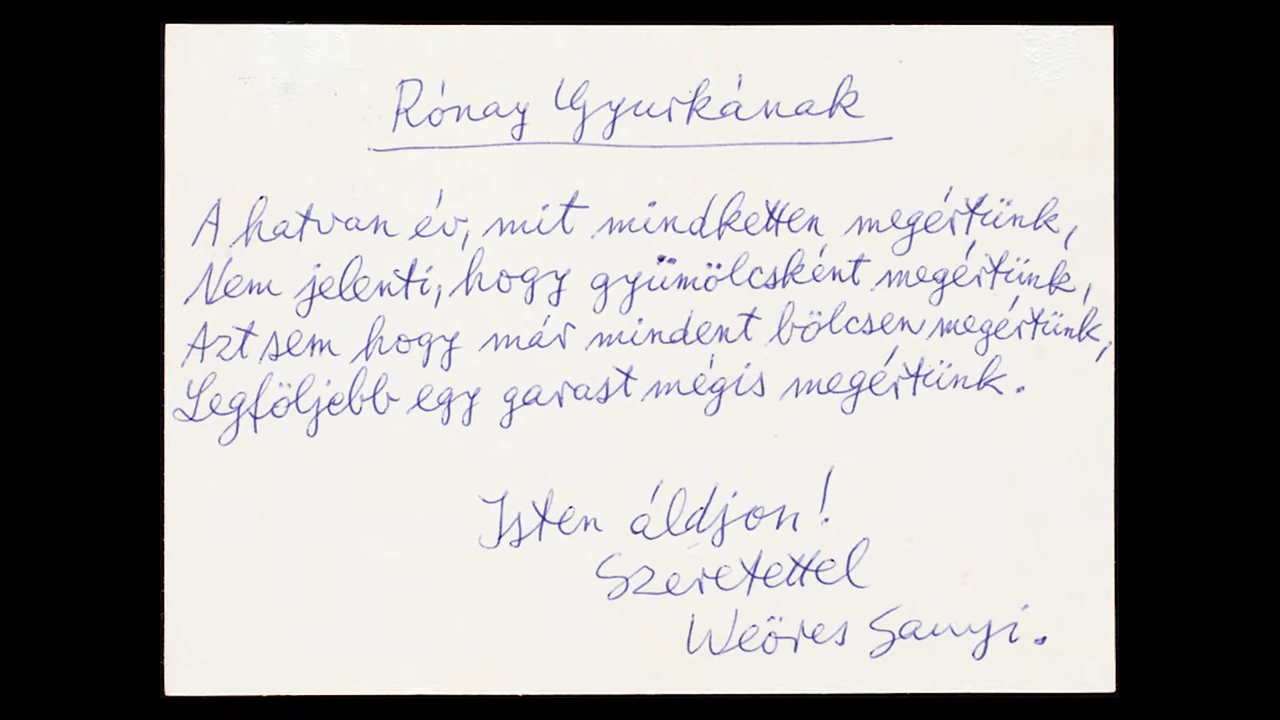 Rónay Gyurkának
A hatvan év, mit mindketten megértünk,
Nem jelenti, hogy gyümölcsként megértünk,
Azt sem hogy már mindent bölcsen megértünk,
Legföljebb egy garast mégis megértünk.
Isten áldjon!
Szeretettel
Weöres Sanyi.